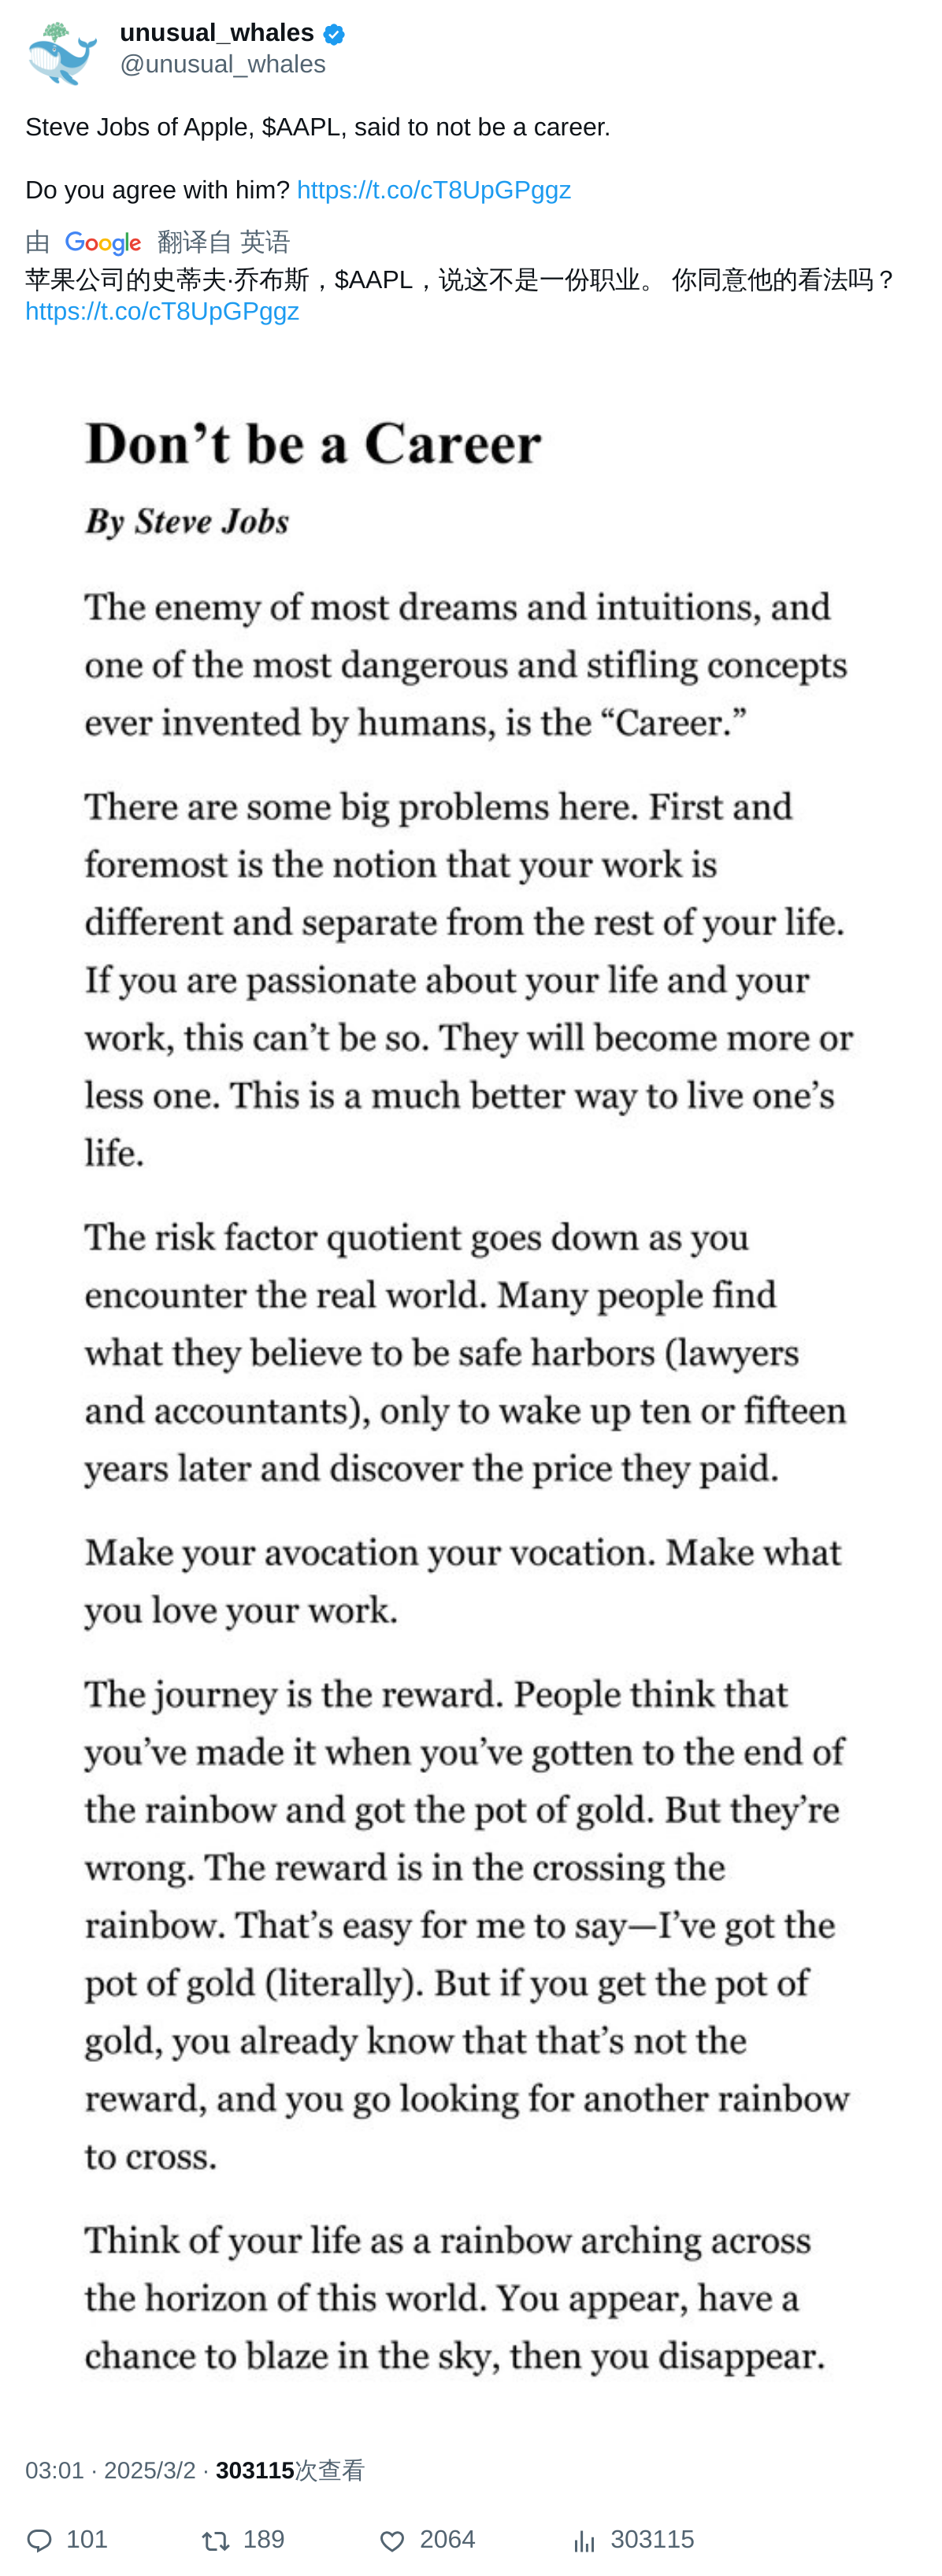 unusual_whales
@unusual_whales
Steve Jobs of Apple, $AAPL, said to not be a career.
Do you agree with him? https://t.co/cT8UpGPggz
由 Google 翻译自 英语
苹果公司的史蒂夫·乔布斯，$AAPL，说这不是一份职业。 你同意他的看法吗？
https://t.co/cT8UpGPggz
Don’t be a Career
By Steve Jobs
The enemy of most dreams and intuitions, and
one of the most dangerous and stifling concepts
ever invented by humans, is the “Career.”
There are some big problems here. First and
foremost is the notion that your work is
different and separate from the rest of your life.
If you are passionate about your life and your
work, this can’t be so. They will become more or
less one. This is a much better way to live one’s
life.
The risk factor quotient goes down as you
encounter the real world. Many people find
what they believe to be safe harbors (lawyers
and accountants), only to wake up ten or fifteen
years later and discover the price they paid.
Make your avocation your vocation. Make what
you love your work.
The journey is the reward. People think that
you’ve made it when you’ve gotten to the end of
the rainbow and got the pot of gold. But they’re
wrong. The reward is in the crossing the
rainbow. That’s easy for me to say—I’ve got the
pot of gold (literally). But if you get the pot of
gold, you already know that that’s not the
reward, and you go looking for another rainbow
to cross.
Think of your life as a rainbow arching across
the horizon of this world. You appear, have a
chance to blaze in the sky, then you disappear.
03:01 · 2025/3/2 · 303115次查看
101 189 2064 303115